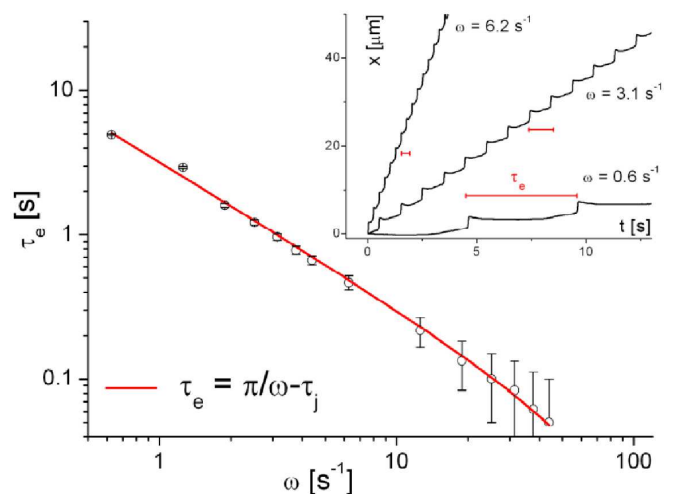 τₑ [s]
10
1
0.1
1
10
100
ω [s⁻¹]
τₑ = π/ω-τⱼ
x [μm]
40
20
0
0
5
10
t [s]
ω = 6.2 s⁻¹
ω = 3.1 s⁻¹
τₑ
ω = 0.6 s⁻¹